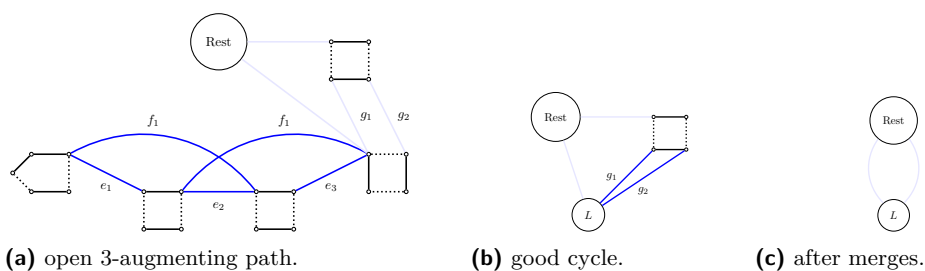 Rest
f₁ f₁ g₁ g₂
e₁ e₂ e₃
(a) open 3-augmenting path.
Rest
g₁
g₂
L
(b) good cycle.
Rest
L
(c) after merges.